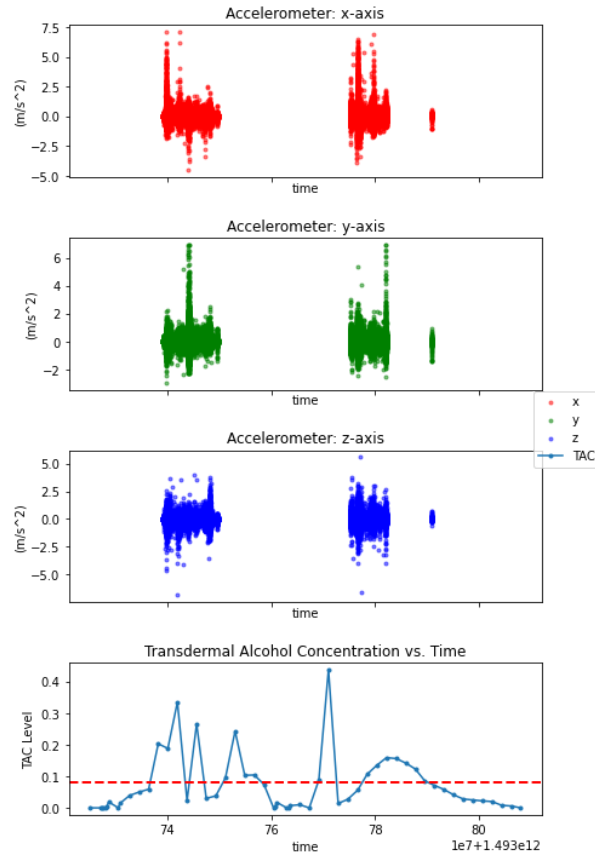 Accelerometer: x-axis
7.5
5.0
2.5
0.0
−2.5
−5.0
(m/s^2)
time
Accelerometer: y-axis
6
4
2
0
−2
(m/s^2)
time
x
y
z
TAC
Accelerometer: z-axis
5.0
2.5
0.0
−2.5
−5.0
(m/s^2)
time
Transdermal Alcohol Concentration vs. Time
0.4
0.3
0.2
0.1
0.0
TAC Level
74 76 78 80
time
1e7+1.493e12